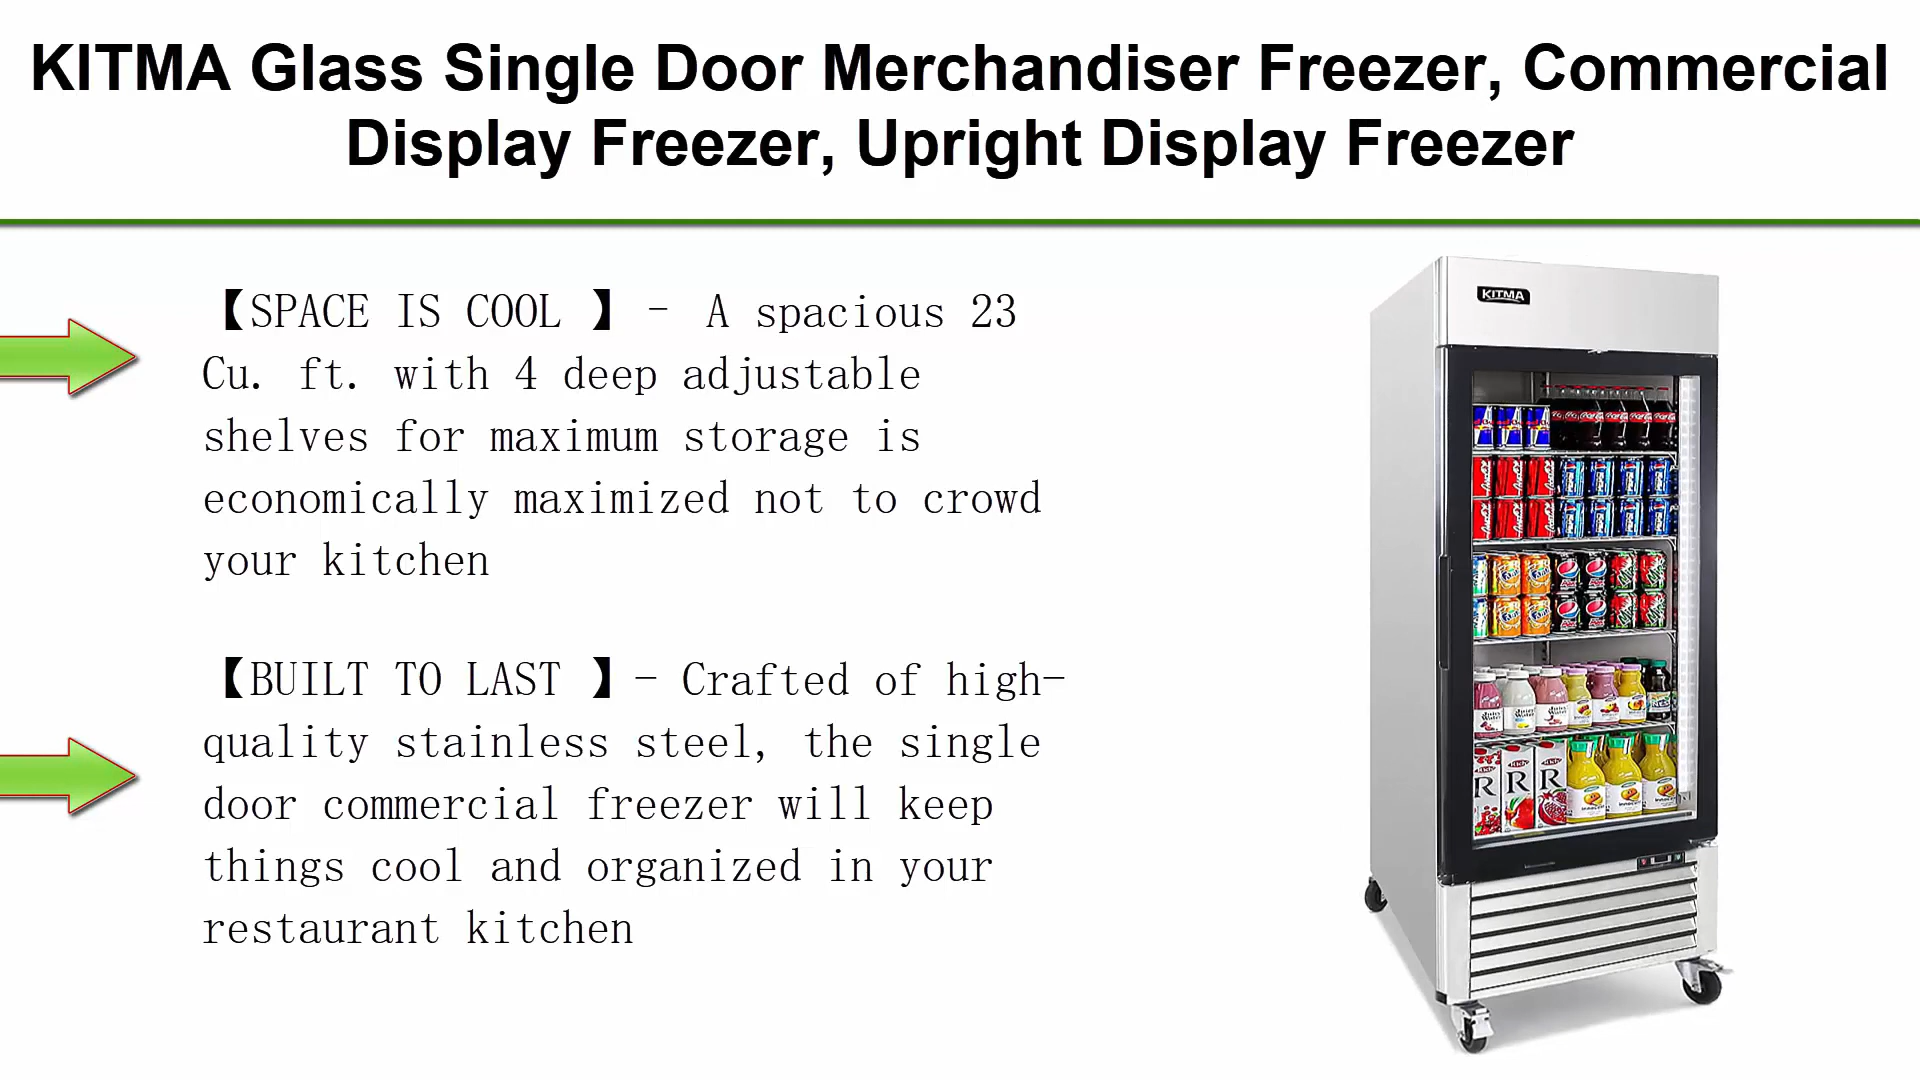 KITMA Glass Single Door Merchandiser Freezer, Commercial
Display Freezer, Upright Display Freezer
【SPACE IS COOL 】 - A spacious 23
Cu. ft. with 4 deep adjustable
shelves for maximum storage is
economically maximized not to crowd
your kitchen
【BUILT TO LAST 】- Crafted of high-
quality stainless steel, the single
door commercial freezer will keep
things cool and organized in your
restaurant kitchen
KITMA